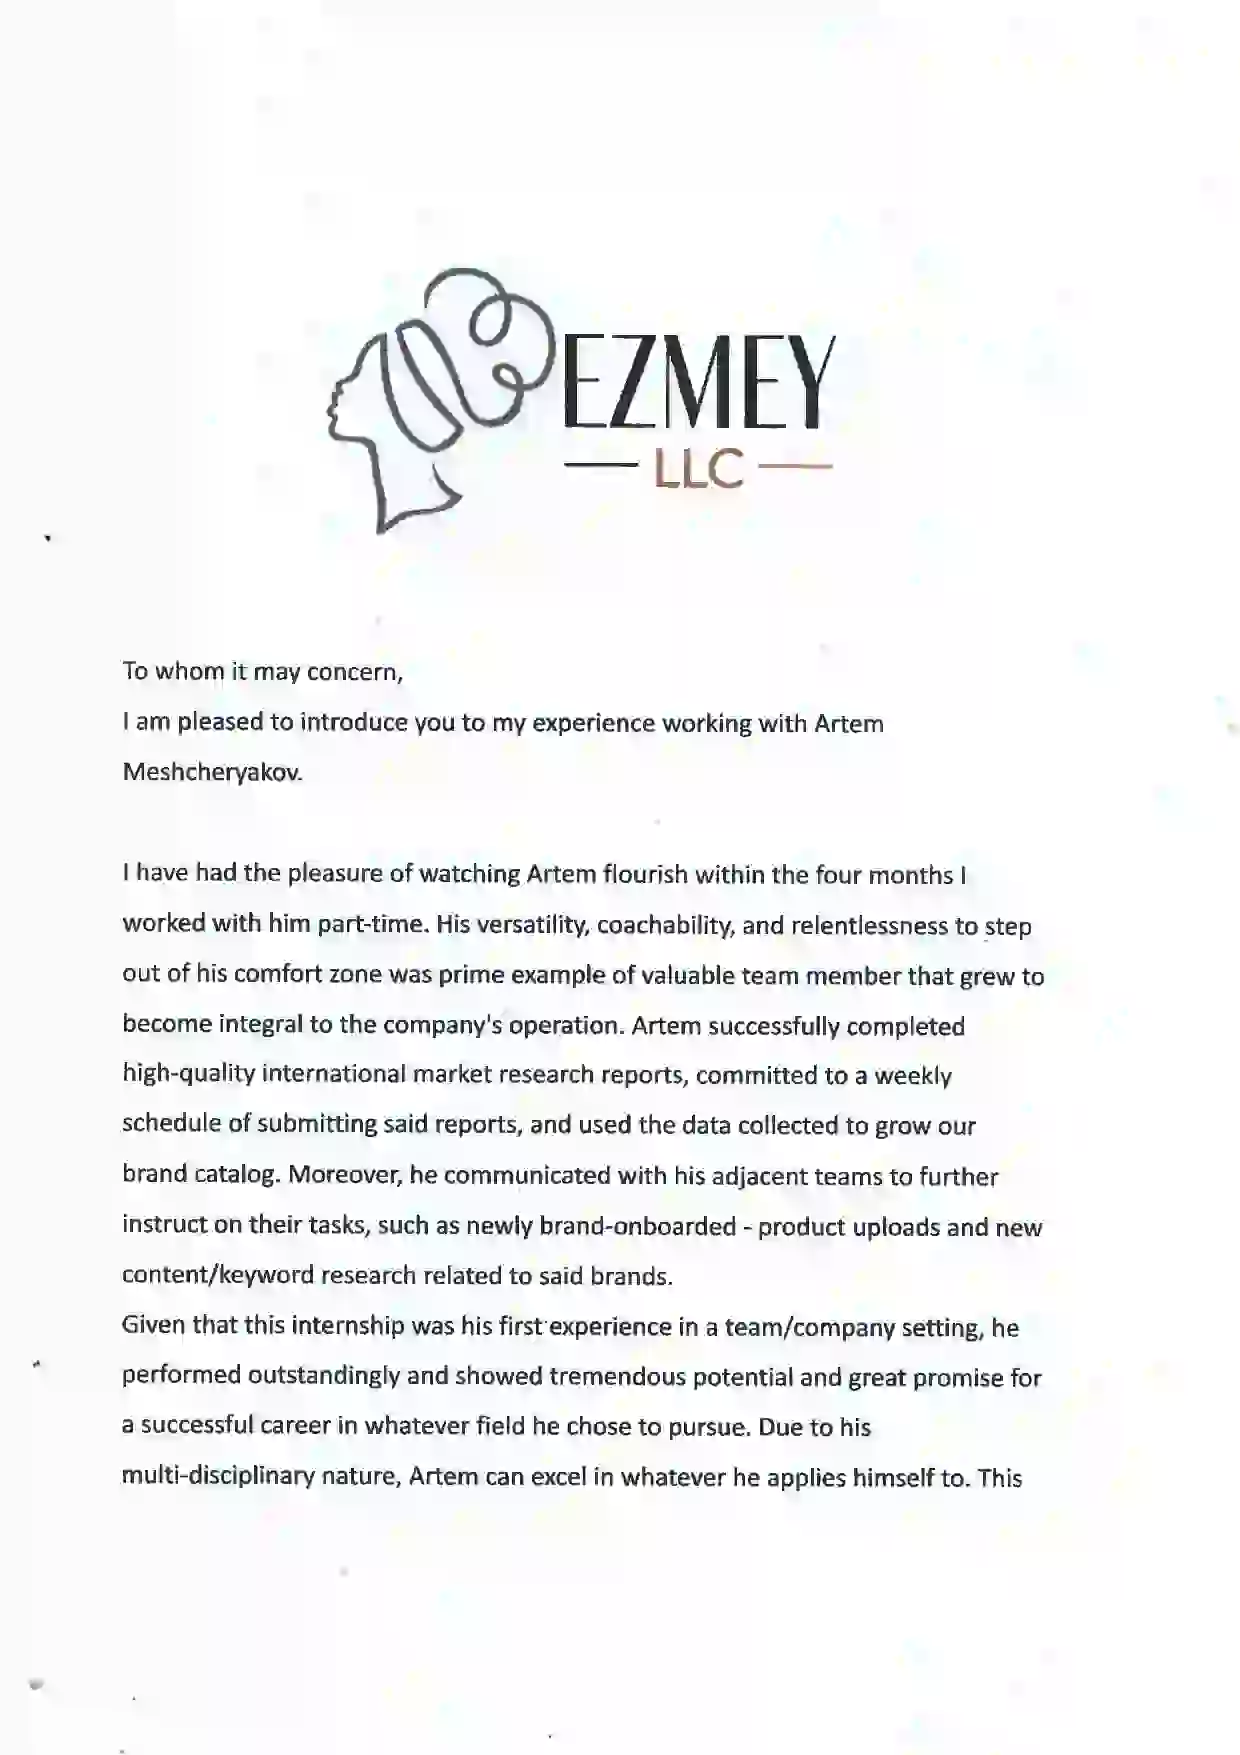 EZMEY
LLC
To whom it may concern,
I am pleased to introduce you to my experience working with Artem
Meshcheryakov.
I have had the pleasure of watching Artem flourish within the four months I
worked with him part-time. His versatility, coachability, and relentlessness to step
out of his comfort zone was prime example of valuable team member that grew to
become integral to the company's operation. Artem successfully completed
high-quality international market research reports, committed to a weekly
schedule of submitting said reports, and used the data collected to grow our
brand catalog. Moreover, he communicated with his adjacent teams to further
instruct on their tasks, such as newly brand-onboarded - product uploads and new
content/keyword research related to said brands.
Given that this internship was his first experience in a team/company setting, he
performed outstandingly and showed tremendous potential and great promise for
a successful career in whatever field he chose to pursue. Due to his
multi-disciplinary nature, Artem can excel in whatever he applies himself to. This